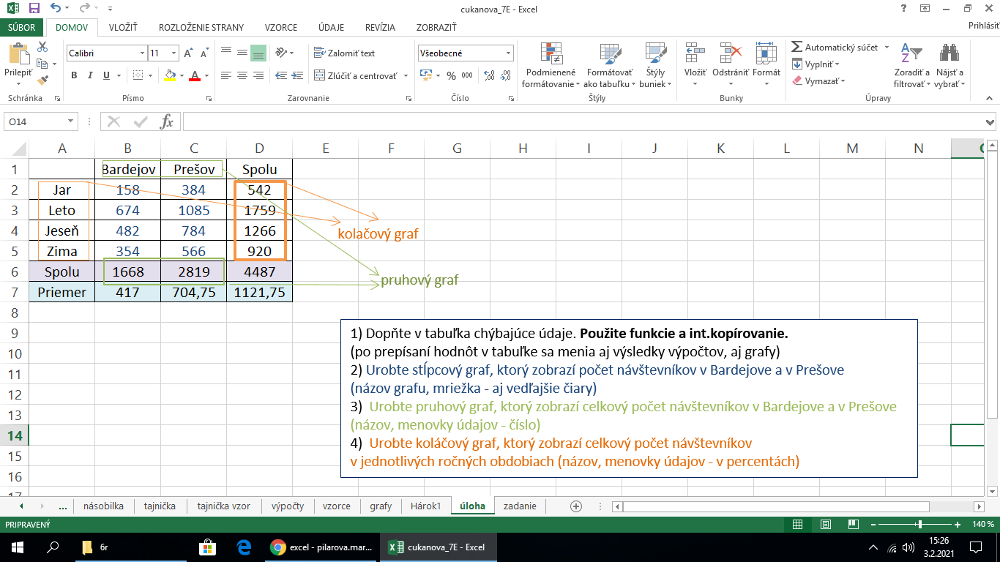 cukanova_7E - Excel
SÚBOR DOMOV VLOŽIŤ ROZLOŽENIE STRANY VZORCE ÚDAJE REVÍZIA ZOBRAZIŤ Prihlásiť
Calibri 11 Zalomiť text Všeobecné Automatický súčet
Prilepiť B I U A Zlúčiť a centrovať % 000 Podmienené formátovanie Formátovať ako tabuľku Štýly buniek Vložiť Odstrániť Formát Vyplniť Vymazať Zoradiť a filtrovať Nájsť a vybrať
Schránka Písmo Zarovnanie Číslo Štýly Bunky Úpravy
O14 fx
A B C D E F G H I J K L M N
1 Bardejov Prešov Spolu
2 Jar 158 384 542
3 Leto 674 1085 1759
4 Jeseň 482 784 1266
kolačový graf
5 Zima 354 566 920
6 Spolu 1668 2819 4487
pruhový graf
7 Priemer 417 704,75 1121,75
8
9
10
11
12
13
14
15
16
17
1) Dopňte v tabuľka chýbajúce údaje. Použite funkcie a int.kopírovanie.
(po prepísaní hodnôt v tabuľke sa menia aj výsledky výpočtov, aj grafy)
2) Urobte stĺpcový graf, ktorý zobrazí počet návštevníkov v Bardejove a v Prešove
(názov grafu, mriežka - aj vedľajšie čiary)
3) Urobte pruhový graf, ktorý zobrazí celkový počet návštevníkov v Bardejove a v Prešove
(názov, menovky údajov - číslo)
4) Urobte koláčový graf, ktorý zobrazí celkový počet návštevníkov
v jednotlivých ročných obdobiach (názov, menovky údajov - v percentách)
... násobilka tajnička tajnička vzor výpočty vzorce grafy Hárok1 úloha zadanie
PRIPRAVENÝ 140 %
6r excel - pilarova.mar... cukanova_7E - Excel 15:26
3.2.2021